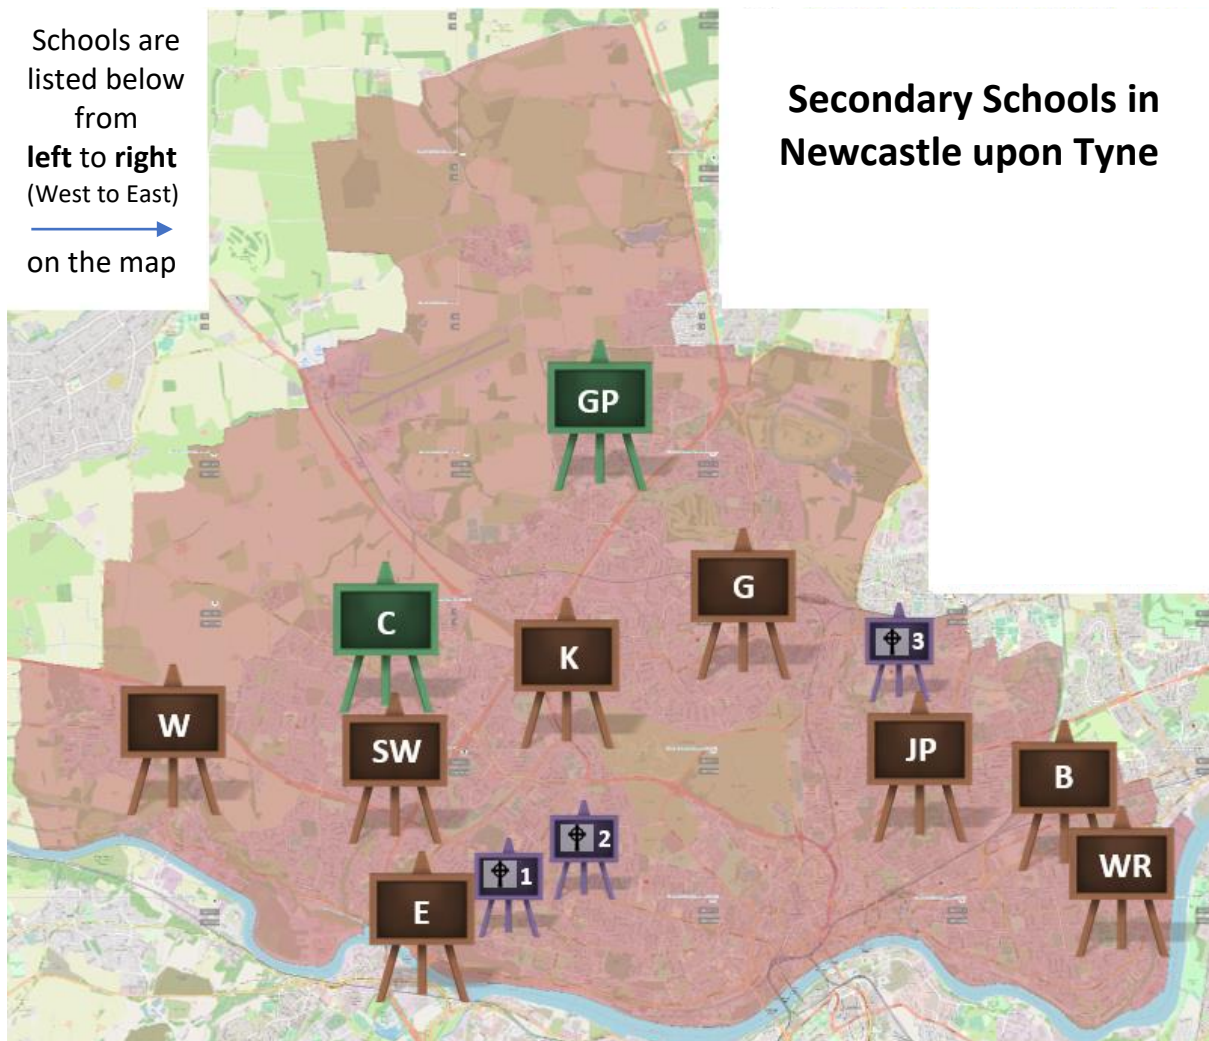 Schools are
listed below
from
left to right
(West to East)
on the map
Secondary Schools in
Newcastle upon Tyne
GP
G
C
K
3
W
SW
JP
B
2
1
WR
E